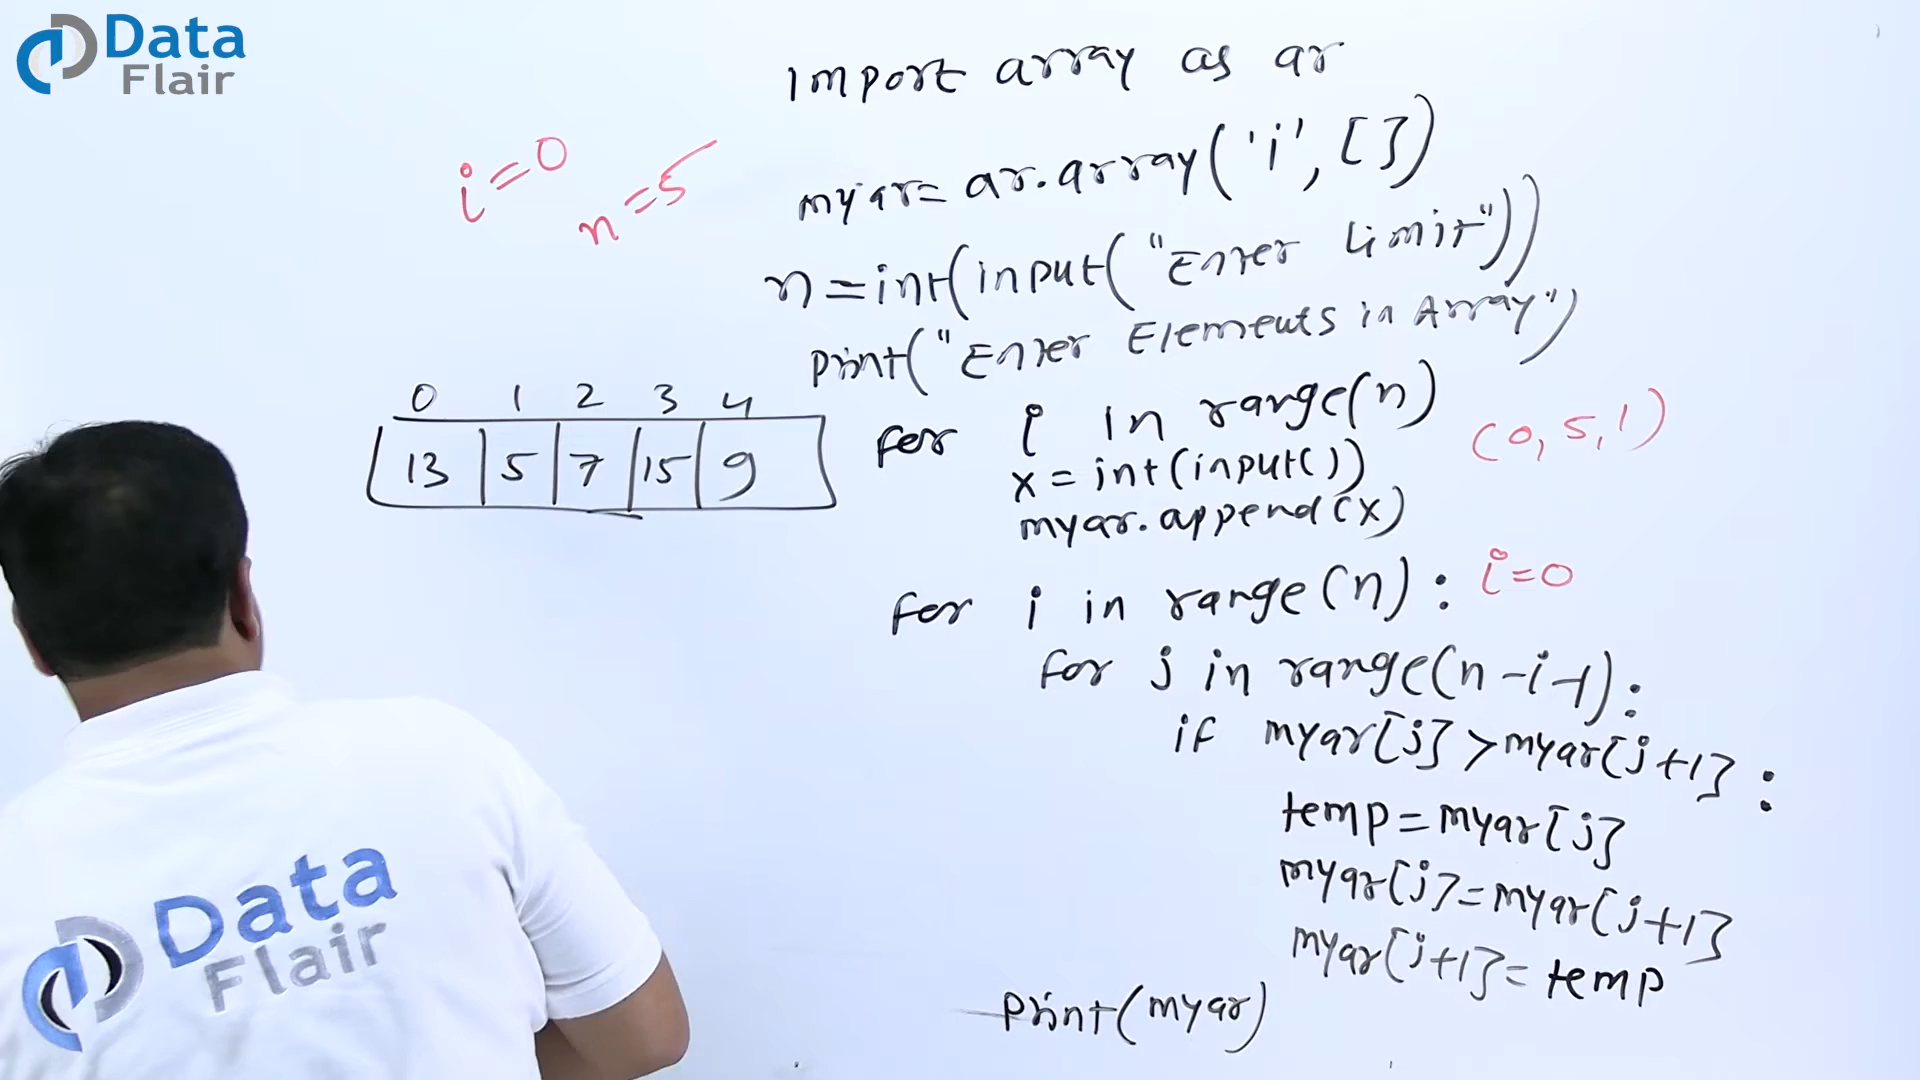 Data
Flair
import array as ar
i=0
n=5
myar= ar.array('i', [])
n=int(input("Enter Limit"))
print("Enter Elements in Array")
for i in range(n)
(0, 5, 1)
x = int(input())
myar.append(x)
0 1 2 3 4
13 5 7 15 9
for i in range(n):
i=0
for j in range(n-i-1):
if myar[j]>myar[j+1]:
temp=myar[j]
myar[j]=myar[j+1]
myar[j+1]=temp
print(myar)
Data
Flair